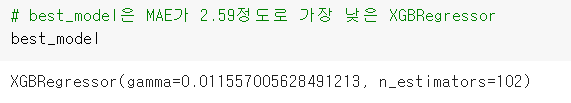 # best_model은 MAE가 2.59정도로 가장 낮은 XGBRegressor
best_model
XGBRegressor(gamma=0.011557005628491213, n_estimators=102)